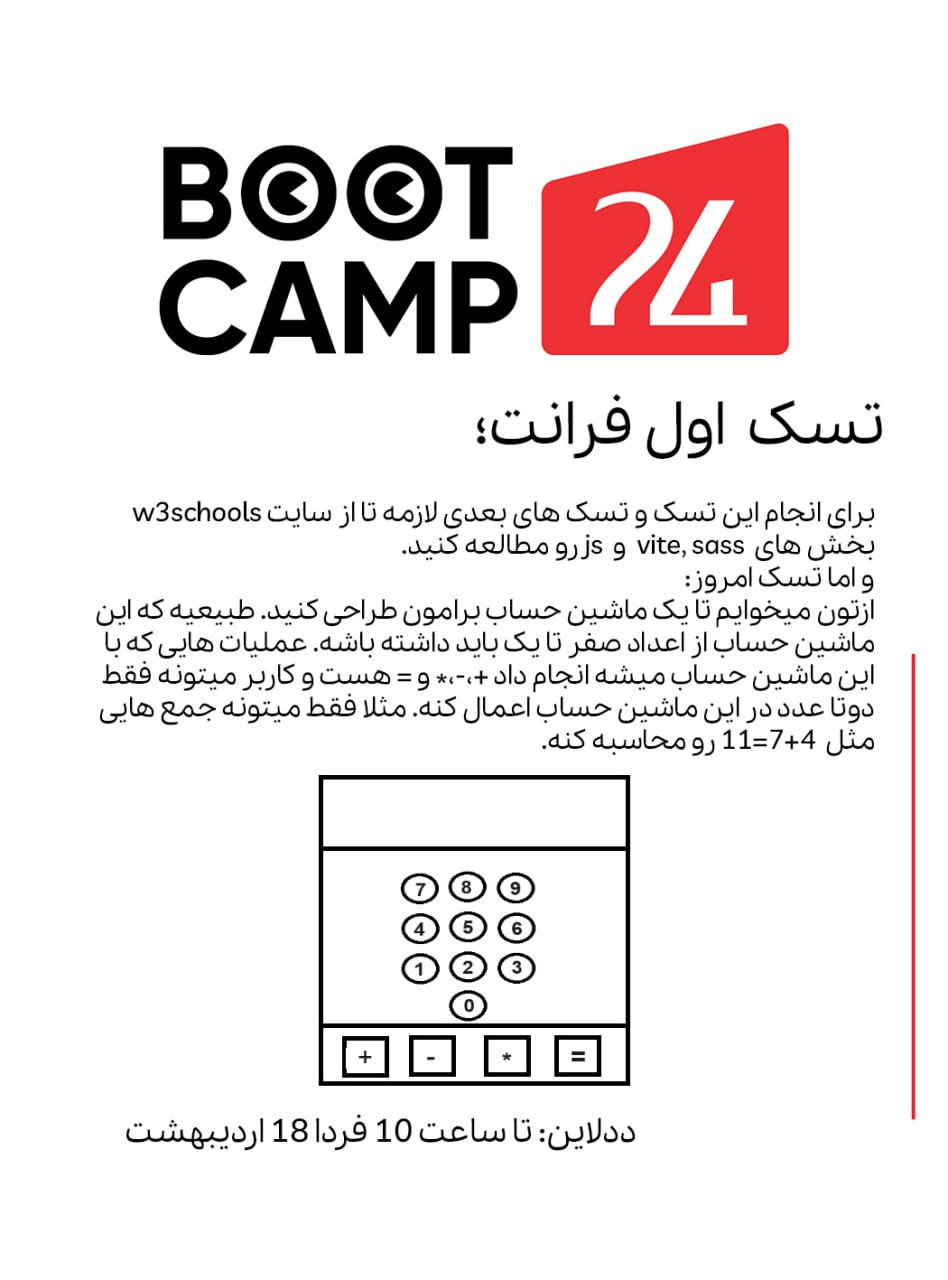 BOOT
CAMP
24
تسک اول فرانت؛
برای انجام این تسک و تسک های بعدی لازمه تا از سایت w3schools
بخش های vite, sass و js رو مطالعه کنید.
و اما تسک امروز:
ازتون میخوایم تا یک ماشین حساب برامون طراحی کنید. طبیعیه که این
ماشین حساب از اعداد صفر تا یک باید داشته باشه. عملیات هایی که با
این ماشین حساب میشه انجام داد +،-،* و = هست و کاربر میتونه فقط
دوتا عدد در این ماشین حساب اعمال کنه. مثلا فقط میتونه جمع هایی
مثل 4+7=11 رو محاسبه کنه.
7 8 9
4 5 6
1 2 3
0
+ - * =
ددلاین: تا ساعت 10 فردا 18 اردیبهشت